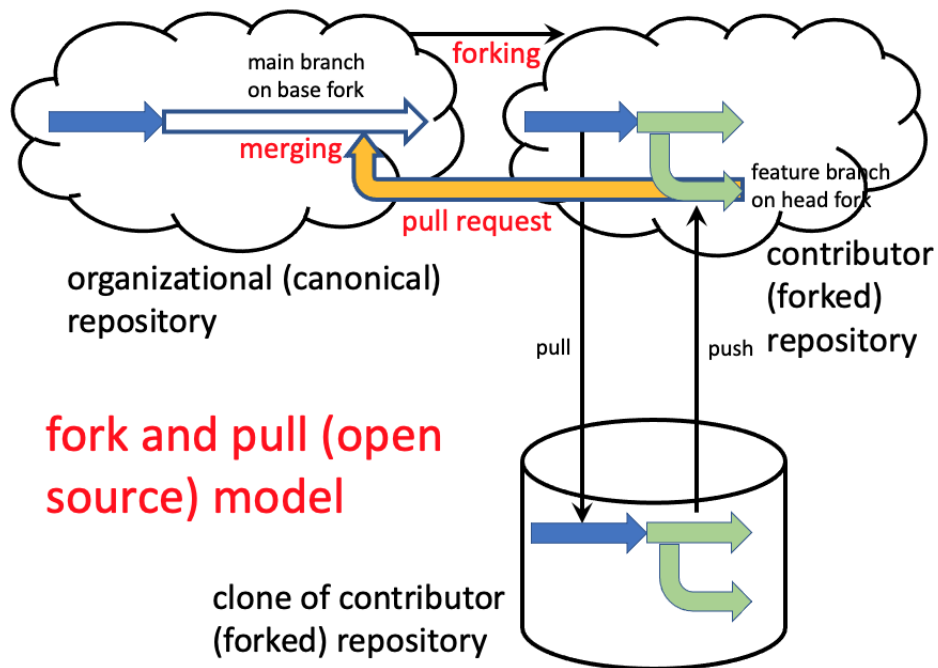 forking
main branch
on base fork
merging
feature branch
on head fork
pull request
organizational (canonical)
repository
contributor
(forked)
repository
pull
push
fork and pull (open
source) model
clone of contributor
(forked) repository